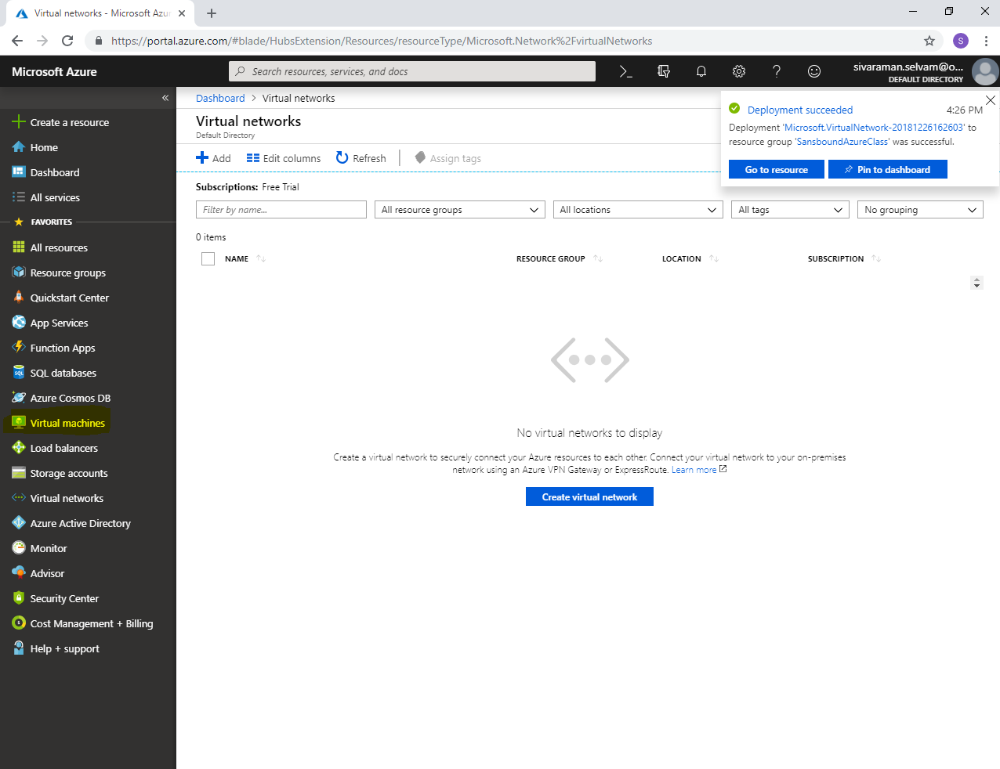 Virtual networks - Microsoft Azur
https://portal.azure.com/#blade/HubsExtension/Resources/resourceType/Microsoft.Network%2FvirtualNetworks
S
Microsoft Azure
Search resources, services, and docs
sivaraman.selvam@o...
DEFAULT DIRECTORY
Create a resource
Home
Dashboard
All services
FAVORITES
All resources
Resource groups
Quickstart Center
App Services
Function Apps
SQL
SQL databases
Azure Cosmos DB
Virtual machines
Load balancers
Storage accounts
Virtual networks
Azure Active Directory
Monitor
Advisor
Security Center
Cost Management + Billing
Help + support
Dashboard > Virtual networks
Virtual networks
Default Directory
Add
Edit columns
Refresh
Assign tags
Deployment succeeded
4:26 PM
Deployment 'Microsoft.VirtualNetwork-20181226162603' to
resource group 'SansboundAzureClass' was successful.
Go to resource
Pin to dashboard
Subscriptions: Free Trial
Filter by name...
All resource groups
All locations
All tags
No grouping
0 items
NAME
RESOURCE GROUP
LOCATION
SUBSCRIPTION
No virtual networks to display
Create a virtual network to securely connect your Azure resources to each other. Connect your virtual network to your on-premises
network using an Azure VPN Gateway or ExpressRoute. Learn more
Create virtual network